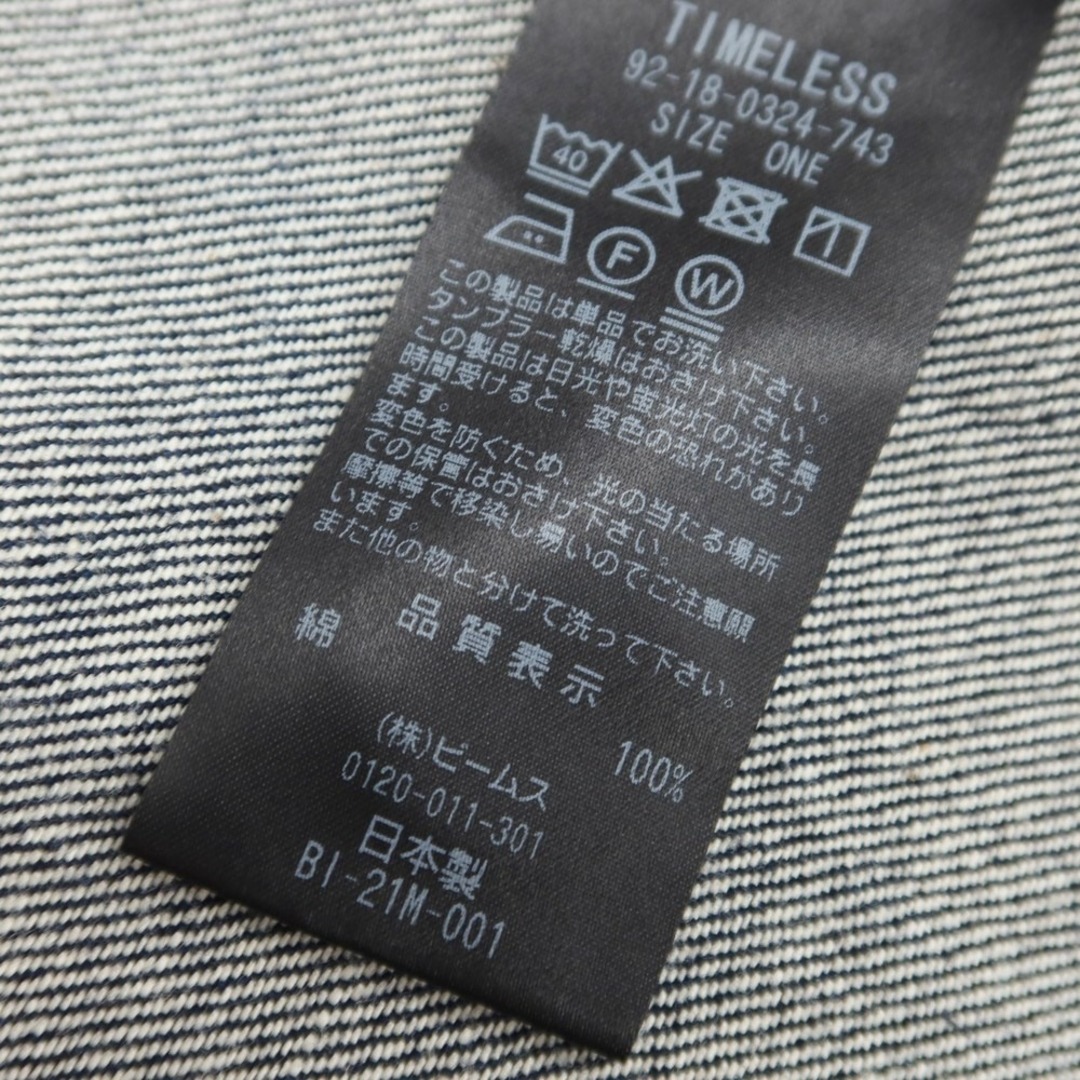 TIMELESS
92-18-0324-743
SIZE ONE
40
F
W
この製品は単品でお洗い下さい。
タンブラー乾燥はおさけ下さい。
この製品は日光や蛍光灯の光を長
時間受けると、変色の恐れがあり
ます。
変色を防ぐため、光の当たる場所
での保管はおさけ下さい。
摩擦等で移染し易いのでご注意願
います。
また他の物と分けて洗って下さい。
品質表示
綿 100%
(株)ビームス
0120-011-301
日本製
BI-21M-001